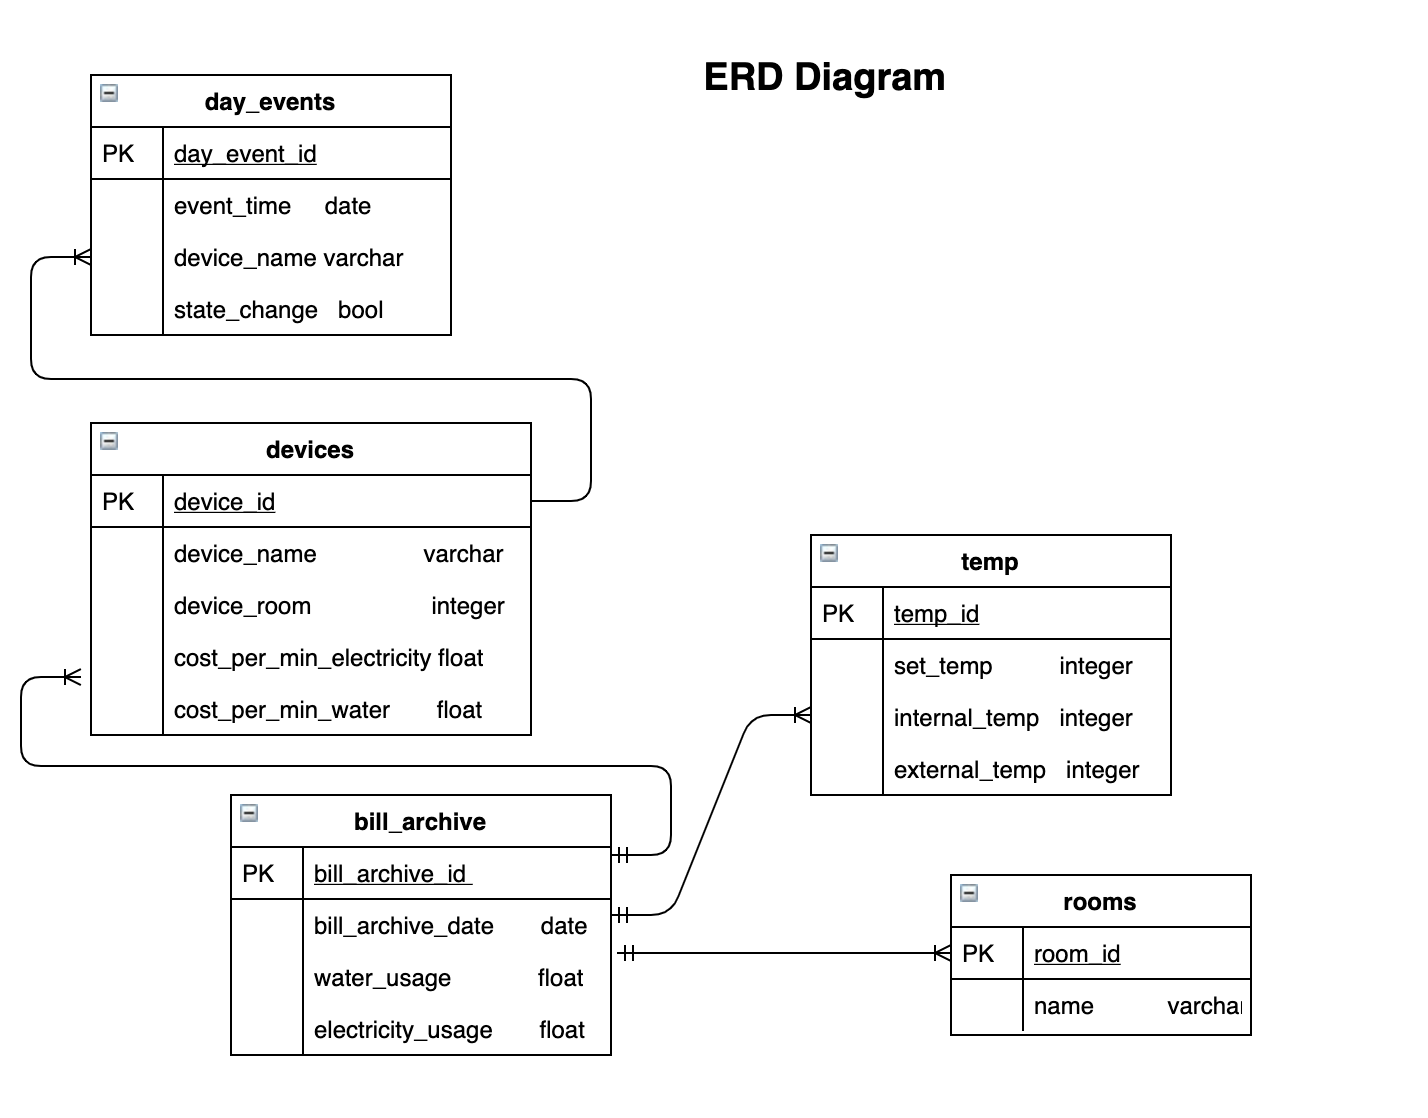 ERD Diagram
day_events
PK day_event_id
event_time date
device_name varchar
state_change bool
devices
PK device_id
device_name varchar
device_room integer
cost_per_min_electricity float
cost_per_min_water float
temp
PK temp_id
set_temp integer
internal_temp integer
external_temp integer
bill_archive
PK bill_archive_id
bill_archive_date date
water_usage float
electricity_usage float
rooms
PK room_id
name varchar